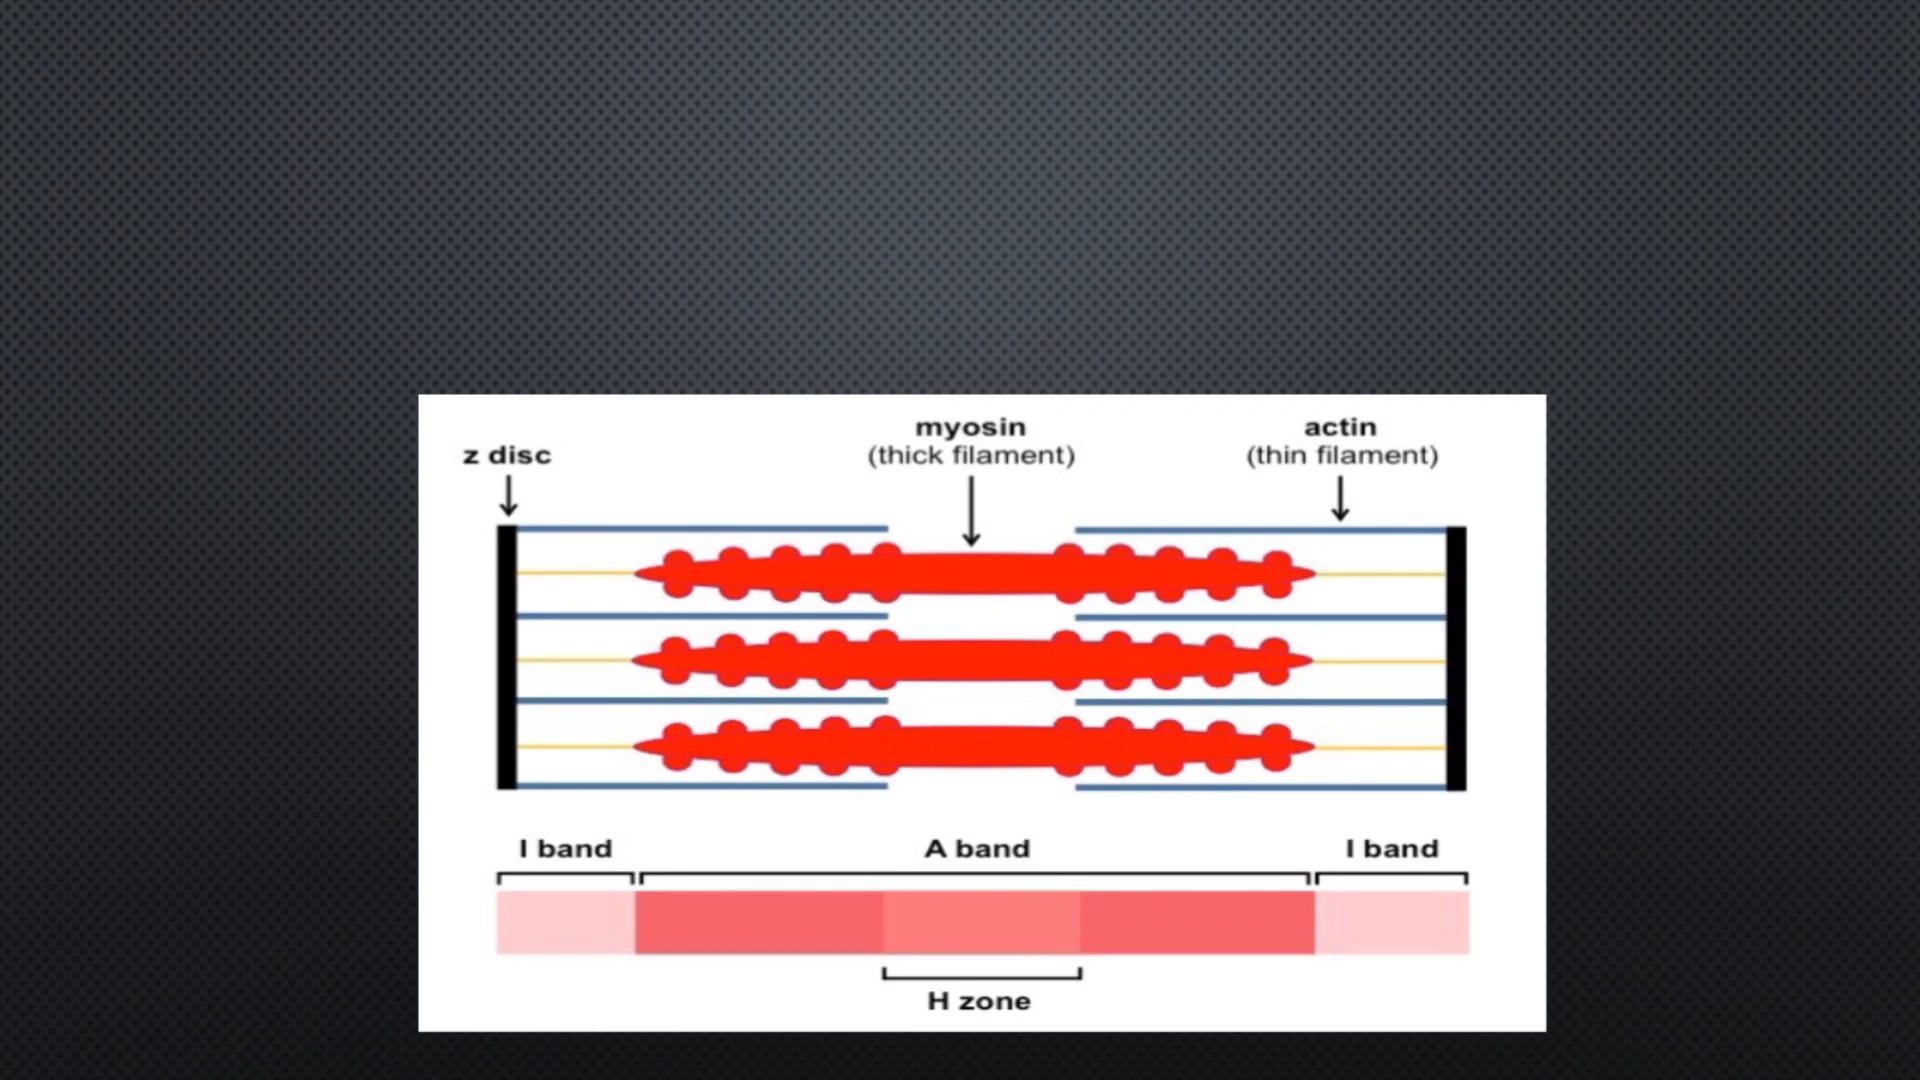 z disc
myosin
(thick filament)
actin
(thin filament)
I band
A band
I band
H zone